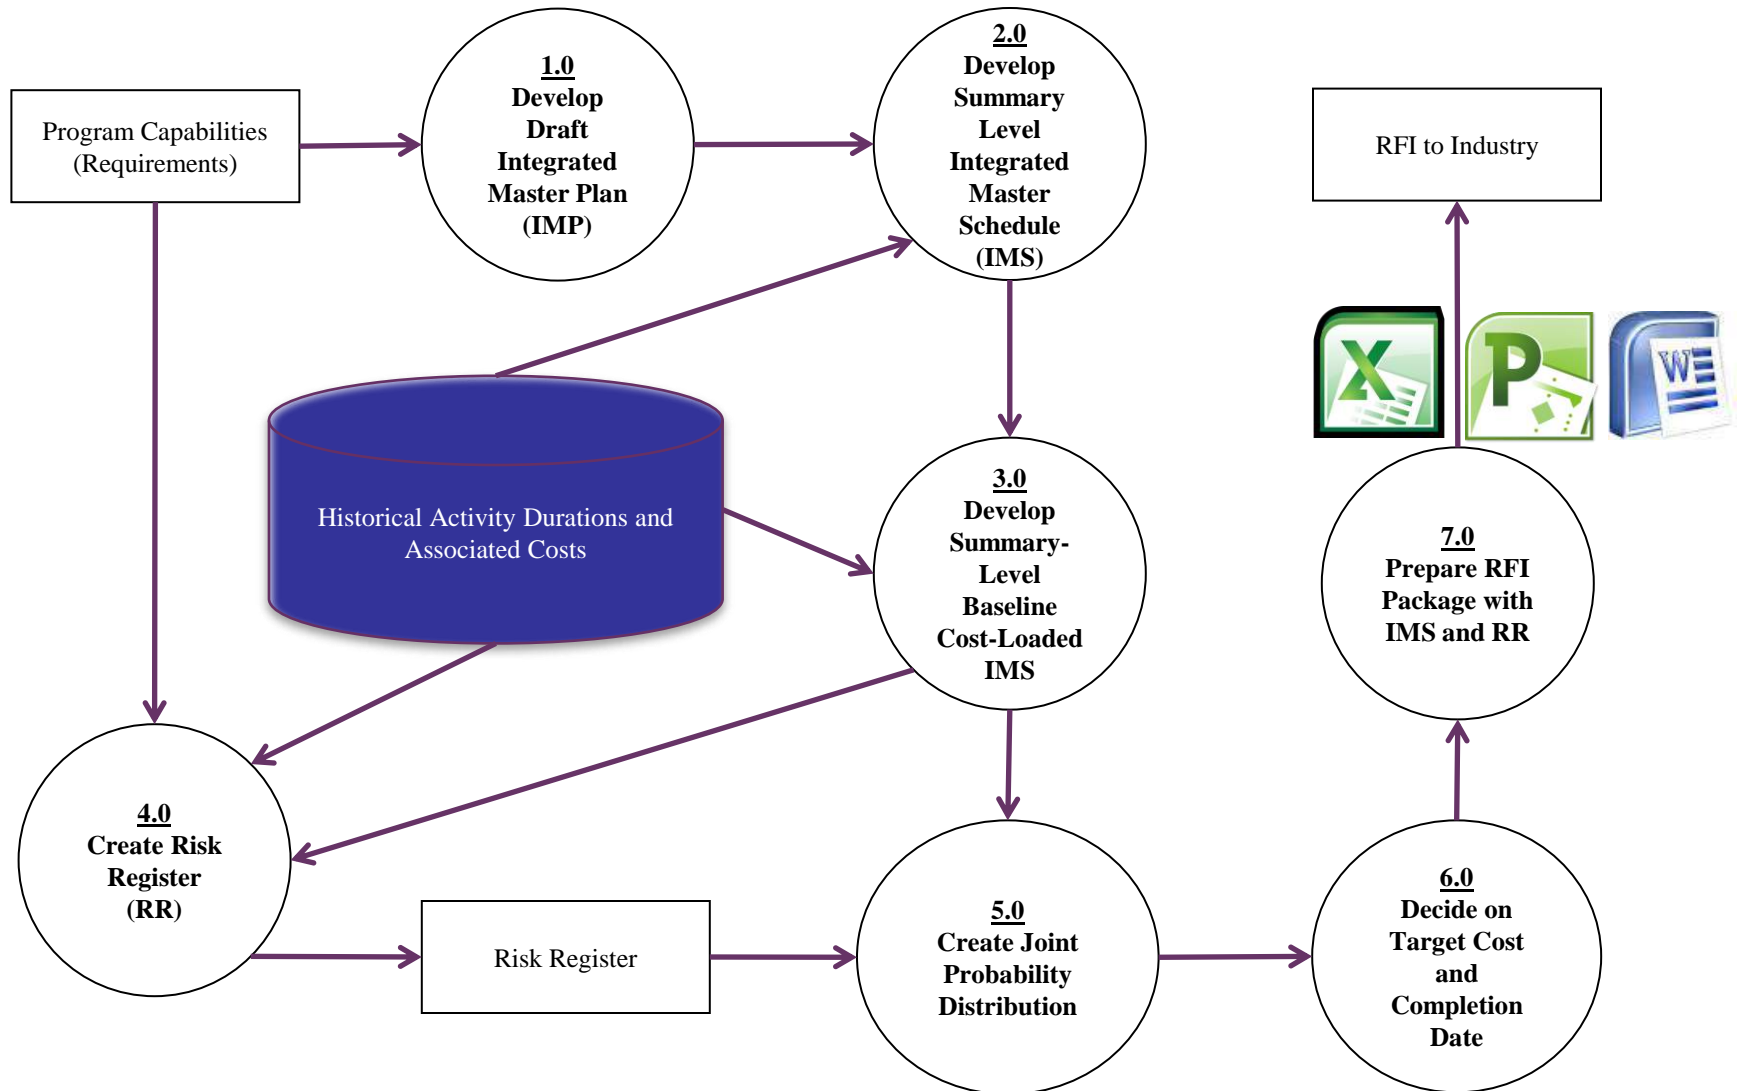 Program Capabilities
(Requirements)
1.0
Develop
Draft
Integrated
Master Plan
(IMP)
2.0
Develop
Summary
Level
Integrated
Master
Schedule
(IMS)
RFI to Industry
X
P
W
Historical Activity Durations and
Associated Costs
3.0
Develop
Summary-
Level
Baseline
Cost-Loaded
IMS
7.0
Prepare RFI
Package with
IMS and RR
4.0
Create Risk
Register
(RR)
Risk Register
5.0
Create Joint
Probability
Distribution
6.0
Decide on
Target Cost
and
Completion
Date